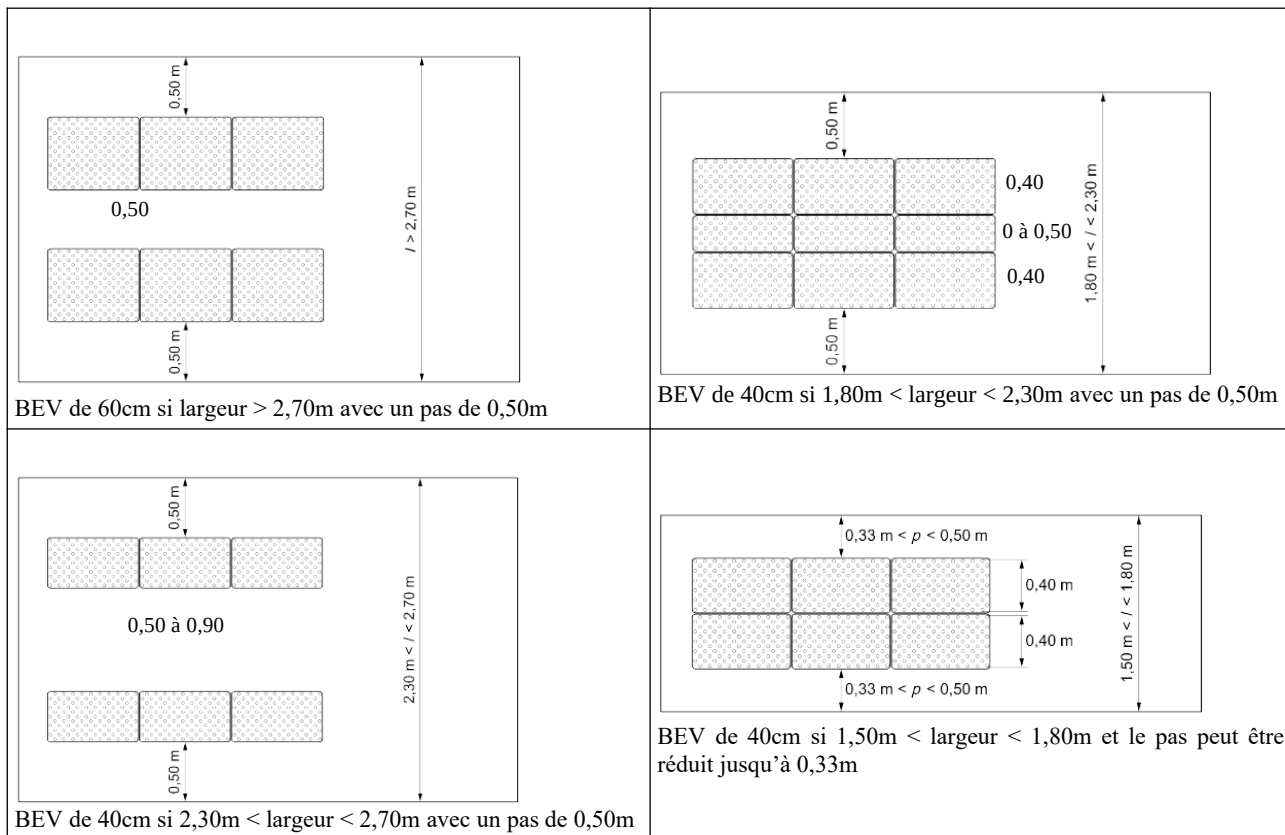 0,50 m
0,50
l > 2,70 m
0,50 m
BEV de 60cm si largeur > 2,70m avec un pas de 0,50m
0,50 m
0,40
0 à 0,50
0,40
1,80 m < l < 2,30 m
0,50 m
BEV de 40cm si 1,80m < largeur < 2,30m avec un pas de 0,50m
0,50 m
0,50 à 0,90
2,30 m < l < 2,70 m
0,50 m
BEV de 40cm si 2,30m < largeur < 2,70m avec un pas de 0,50m
0,33 m < p < 0,50 m
0,40 m
0,40 m
1,50 m < l < 1,80 m
0,33 m < p < 0,50 m
BEV de 40cm si 1,50m < largeur < 1,80m et le pas peut être
réduit jusqu’à 0,33m